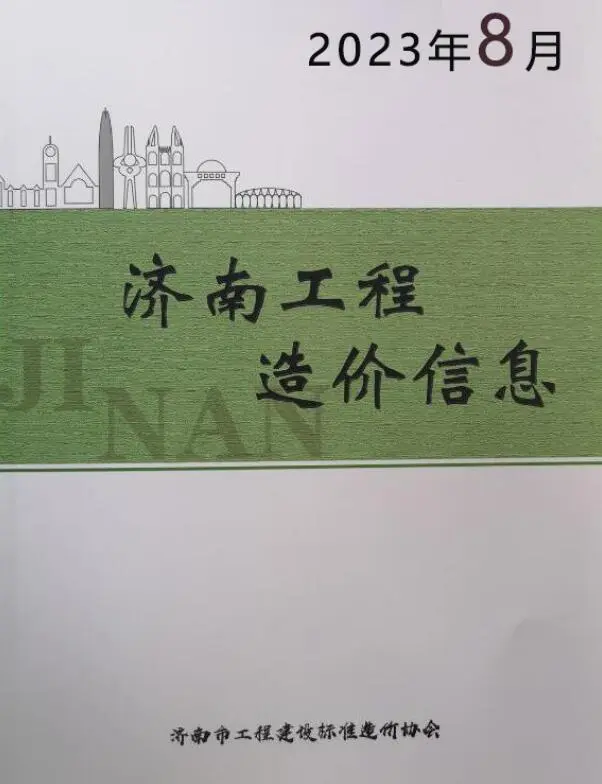 2023年8月
济南工程
造价信息
JI
NAN
济南市工程建设标准造价协会